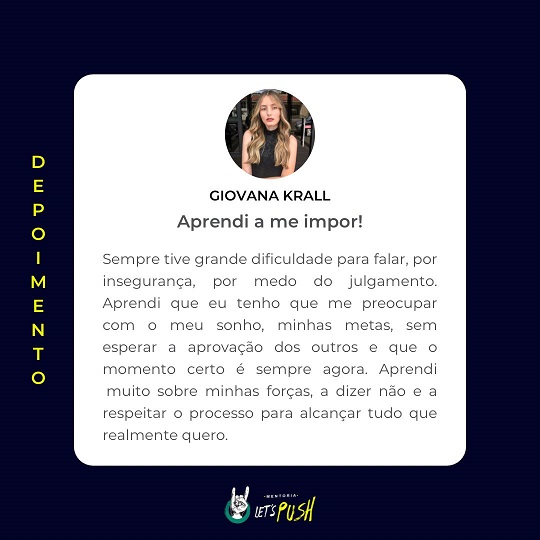 DEPOIMENTO
GIOVANA KRALL
Aprendi a me impor!
Sempre tive grande dificuldade para falar, por
insegurança, por medo do julgamento.
Aprendi que eu tenho que me preocupar
com o meu sonho, minhas metas, sem
esperar a aprovação dos outros e que o
momento certo é sempre agora. Aprendi
muito sobre minhas forças, a dizer não e a
respeitar o processo para alcançar tudo que
realmente quero.
•MENTORIA•
LET'S PUSH